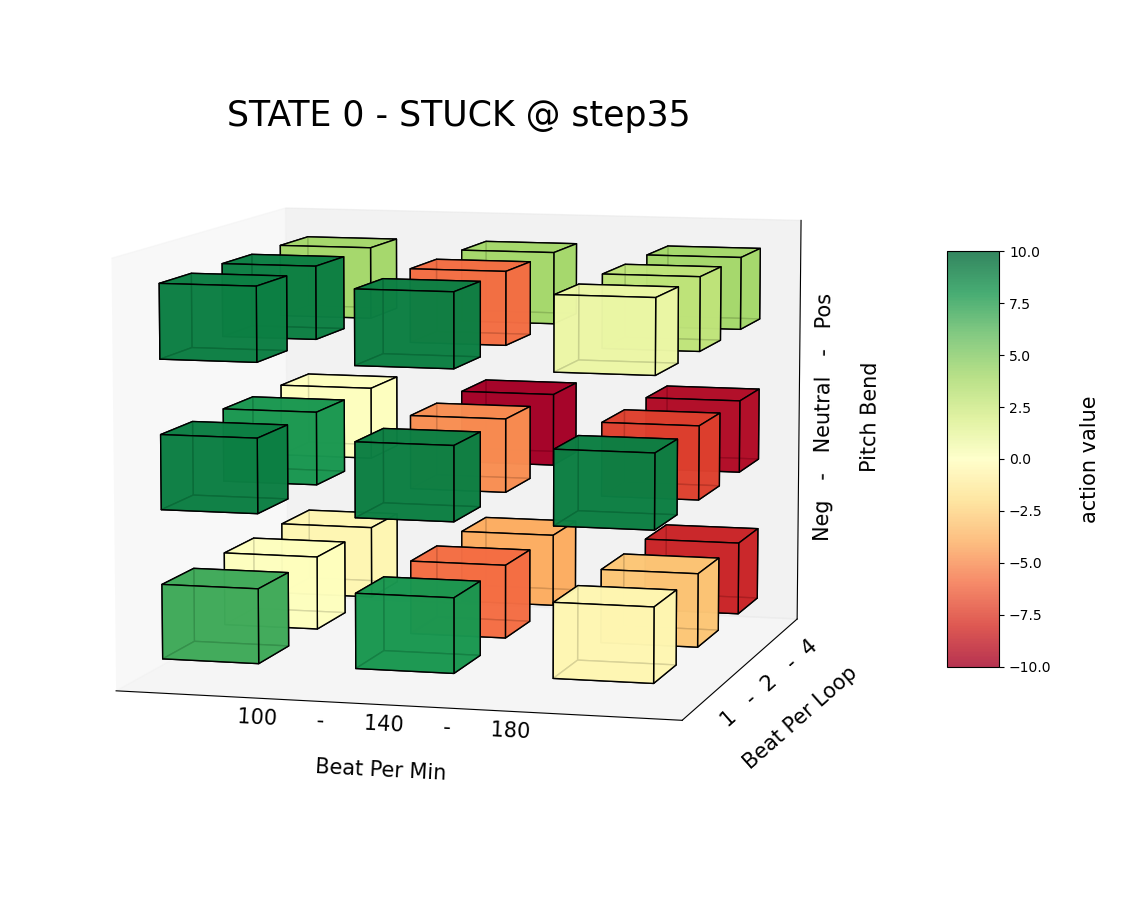 STATE 0 - STUCK @ step35
Neg - Neutral - Pos
Pitch Bend
100 - 140 - 180
Beat Per Min
1 - 2 - 4
Beat Per Loop
10.0
7.5
5.0
2.5
0.0
−2.5
−5.0
−7.5
−10.0
action value